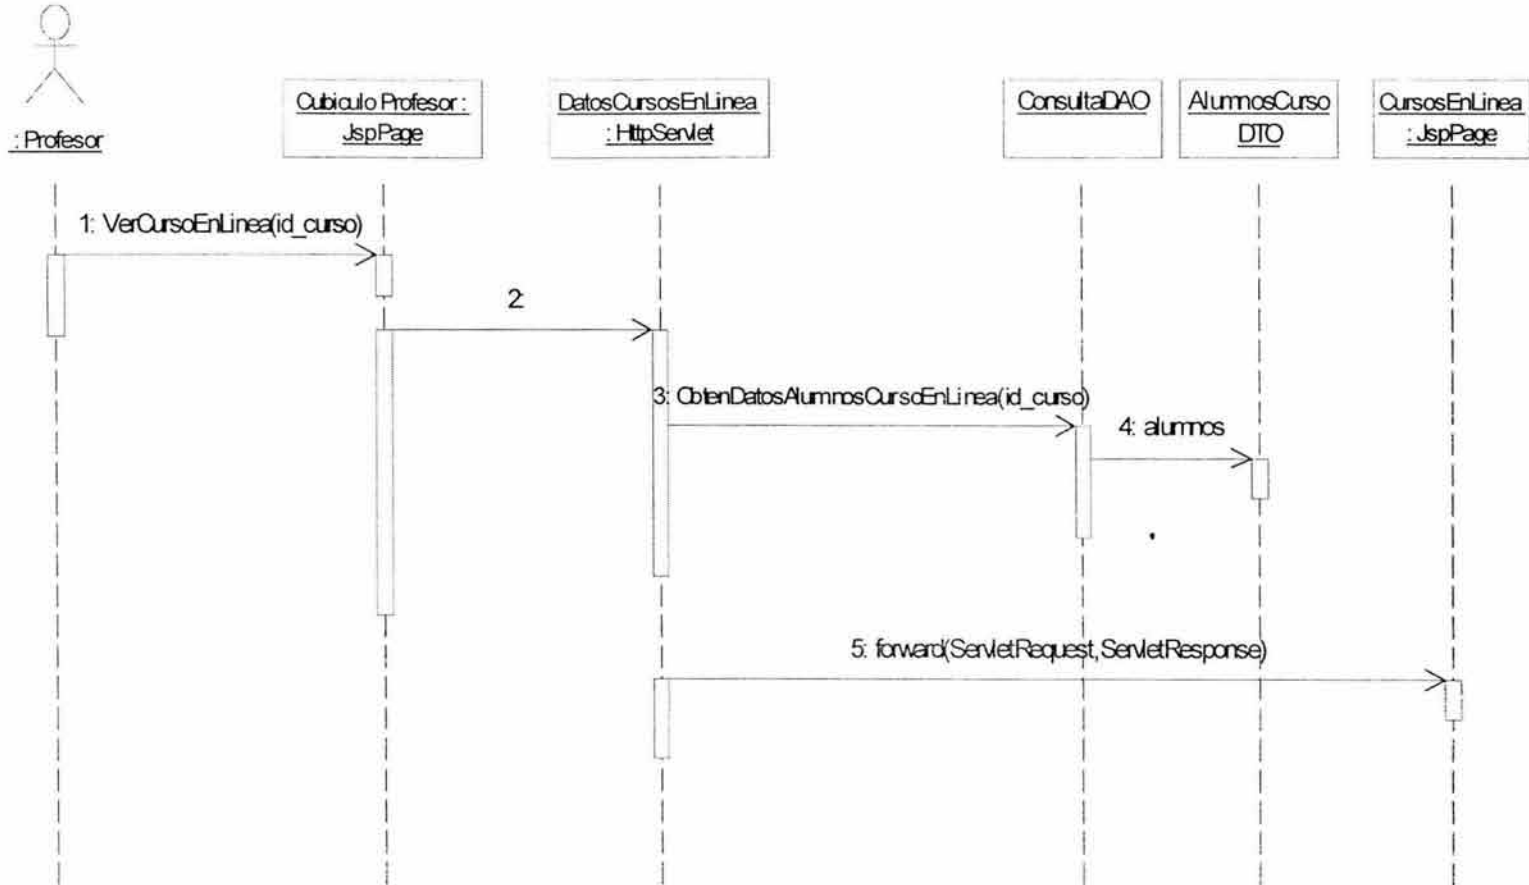 : Profesor
Cubiculo Profesor :
JspPage
DatosCursosEnLinea
: HttpServlet
ConsultaDAO
AlumnosCurso
DTO
CursosEnLinea
: JspPage
1: VerCursoEnLinea(id_curso)
2:
3: ObtenDatosAlumnosCursoEnLinea(id_curso)
4: alumnos
5: forward(ServletRequest,ServletResponse)